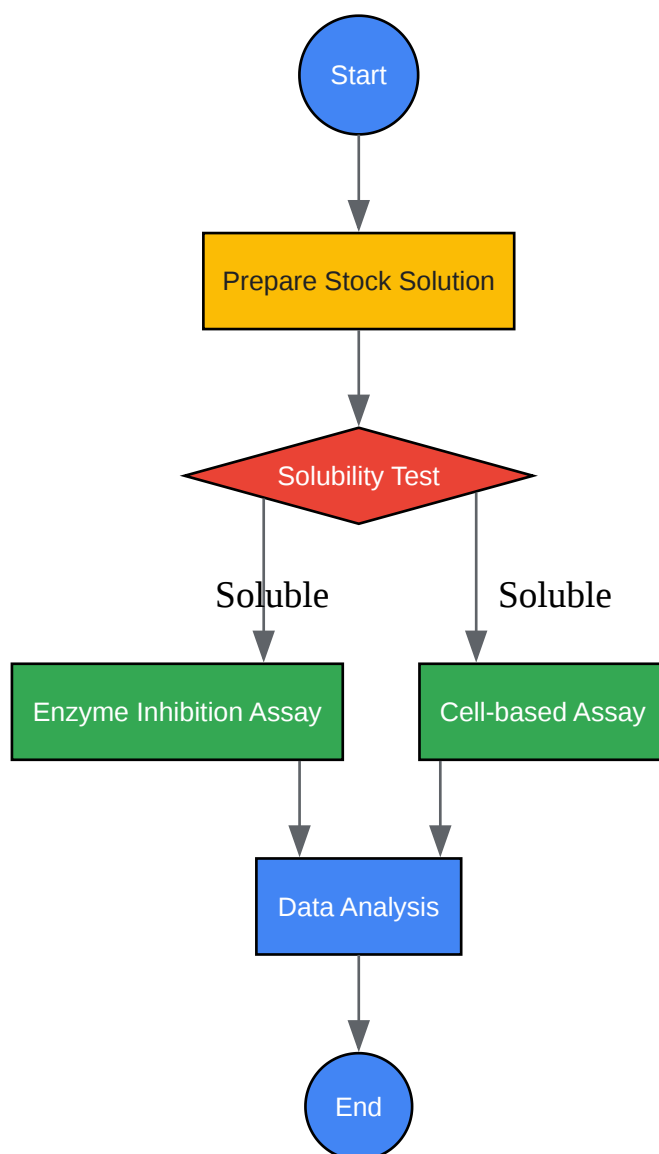 Start
Prepare Stock Solution
Solubility Test
Soluble
Soluble
Enzyme Inhibition Assay
Cell-based Assay
Data Analysis
End